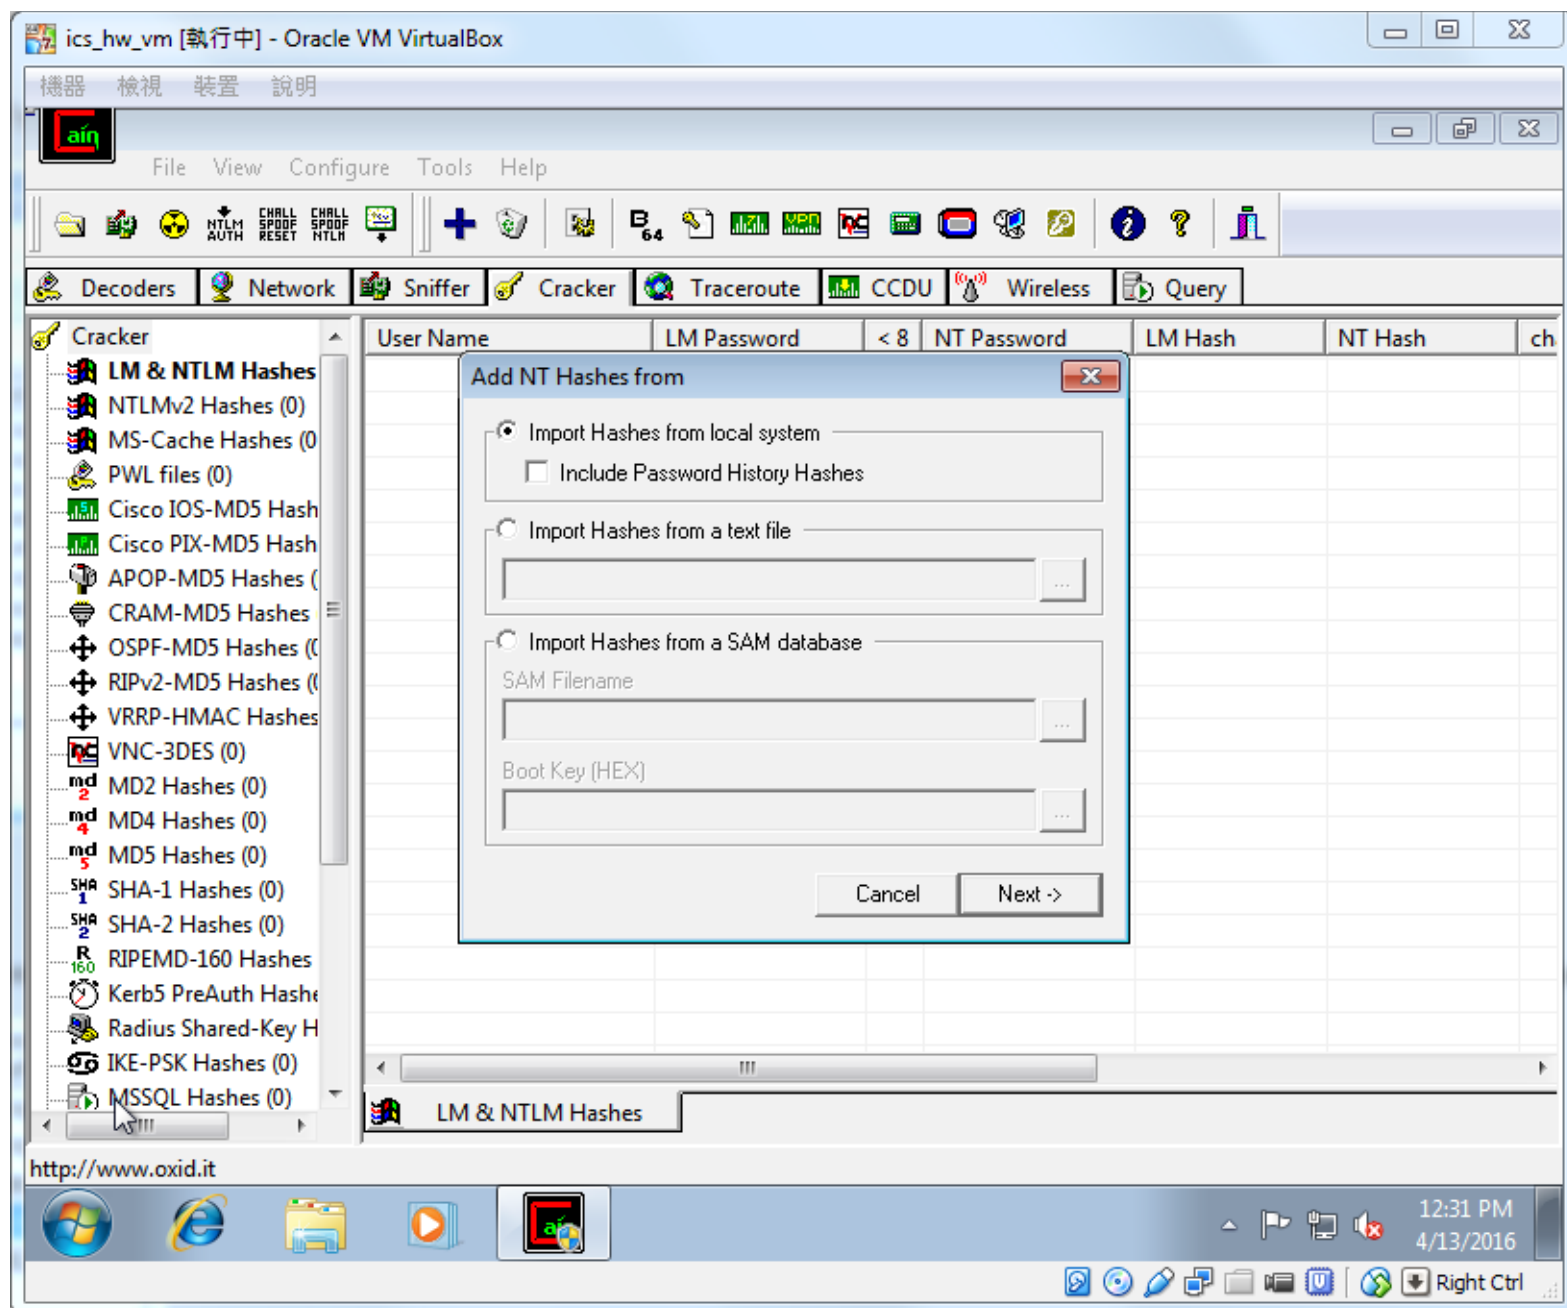 ics_hw_vm [執行中] - Oracle VM VirtualBox
機器 檢視 裝置 說明
Cain
File View Configure Tools Help
NTLM AUTH CHALL SPOOF RESET CHALL SPOOF NTLM B64 VPN
Decoders Network Sniffer Cracker Traceroute CCDU Wireless Query
Cracker
LM & NTLM Hashes
NTLMv2 Hashes (0)
MS-Cache Hashes (0
PWL files (0)
Cisco IOS-MD5 Hash
Cisco PIX-MD5 Hash
APOP-MD5 Hashes (
CRAM-MD5 Hashes
OSPF-MD5 Hashes ((
RIPv2-MD5 Hashes ((
VRRP-HMAC Hashes
VNC-3DES (0)
MD2 Hashes (0)
MD4 Hashes (0)
MD5 Hashes (0)
SHA-1 Hashes (0)
SHA-2 Hashes (0)
RIPEMD-160 Hashes
Kerb5 PreAuth Hashe
Radius Shared-Key H
IKE-PSK Hashes (0)
MSSQL Hashes (0)
User Name LM Password < 8 NT Password LM Hash NT Hash ch
Add NT Hashes from
Import Hashes from local system
Include Password History Hashes
Import Hashes from a text file
...
Import Hashes from a SAM database
SAM Filename
...
Boot Key (HEX)
...
Cancel Next ->
LM & NTLM Hashes
http://www.oxid.it
12:31 PM
4/13/2016
Right Ctrl